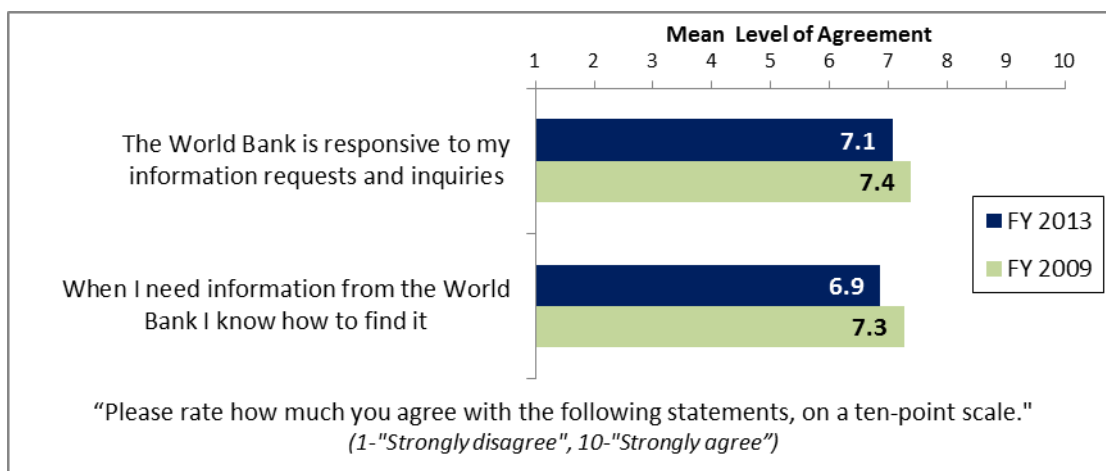 Mean Level of Agreement
1 2 3 4 5 6 7 8 9 10
The World Bank is responsive to my
information requests and inquiries
7.1
7.4
When I need information from the World
Bank I know how to find it
6.9
7.3
FY 2013
FY 2009
“Please rate how much you agree with the following statements, on a ten-point scale."
(1-"Strongly disagree", 10-"Strongly agree”)